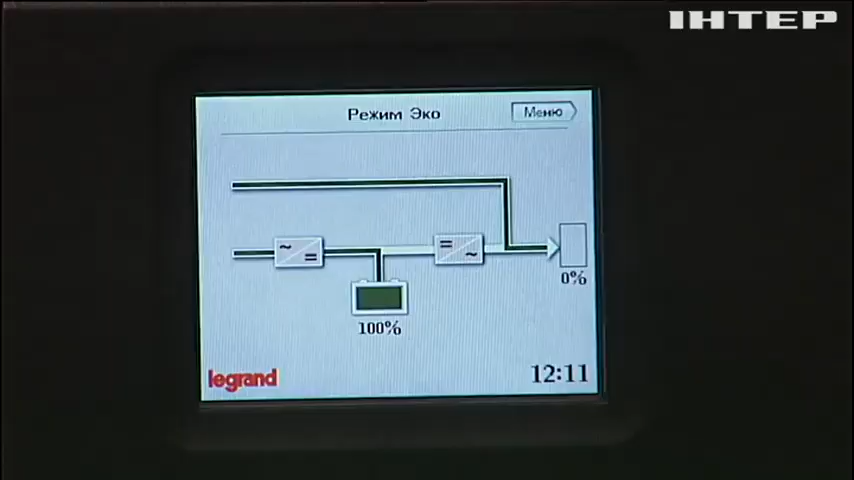 ІНТЕР
Режим Эко
Меню
~
=
=
~
0%
100%
legrand
12:11